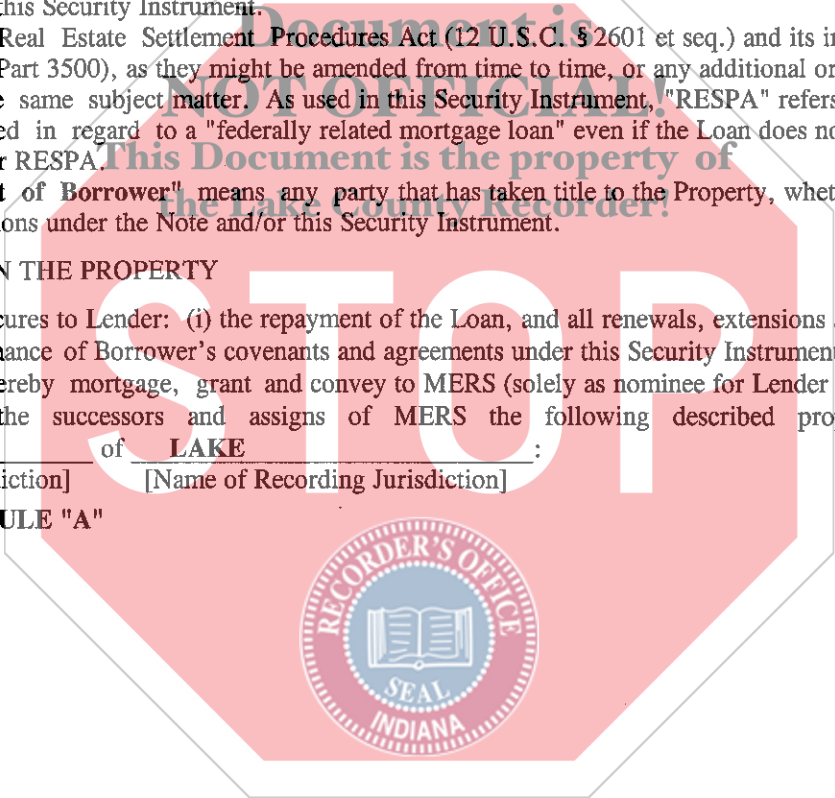 this Security Instrument.
Document is
Real Estate Settlement Procedures Act (12 U.S.C. § 2601 et seq.) and its
Part 3500), as they might be amended from time to time, or any additional or
NOT OFFICIAL!
same subject matter. As used in this Security Instrument, "RESPA" refers
ed in regard to a "federally related mortgage loan" even if the Loan does no
r RESPA.
This Document is the property of
t of Borrower" means any party that has taken title to the Property, whet
the Lake County Recorder!
ons under the Note and/or this Security Instrument.
N THE PROPERTY
STOP
cures to Lender: (i) the repayment of the Loan, and all renewals, extensions
ance of Borrower's covenants and agreements under this Security Instrument
ereby mortgage, grant and convey to MERS (solely as nominee for Lender
the successors and assigns of MERS the following described pro
of LAKE :
iction] [Name of Recording Jurisdiction]
ULE "A"
RECORDER'S OFFICE
SEAL
INDIANA